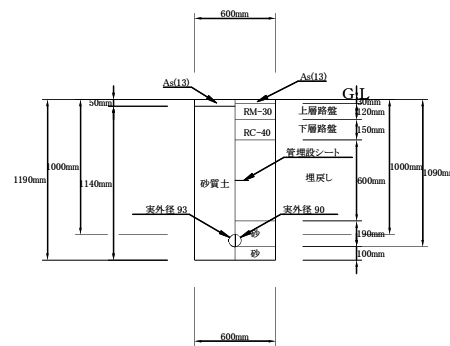 600mm
As(13)
As(13)
GL
50mm
30mm
RM-30
上層路盤
120mm
RC-40
下層路盤
150mm
管埋設シート
1000mm
1000mm
1190mm
1140mm
砂質土
埋戻し
600mm
1090mm
実外径 93
実外径 90
砂
190mm
砂
100mm
600mm